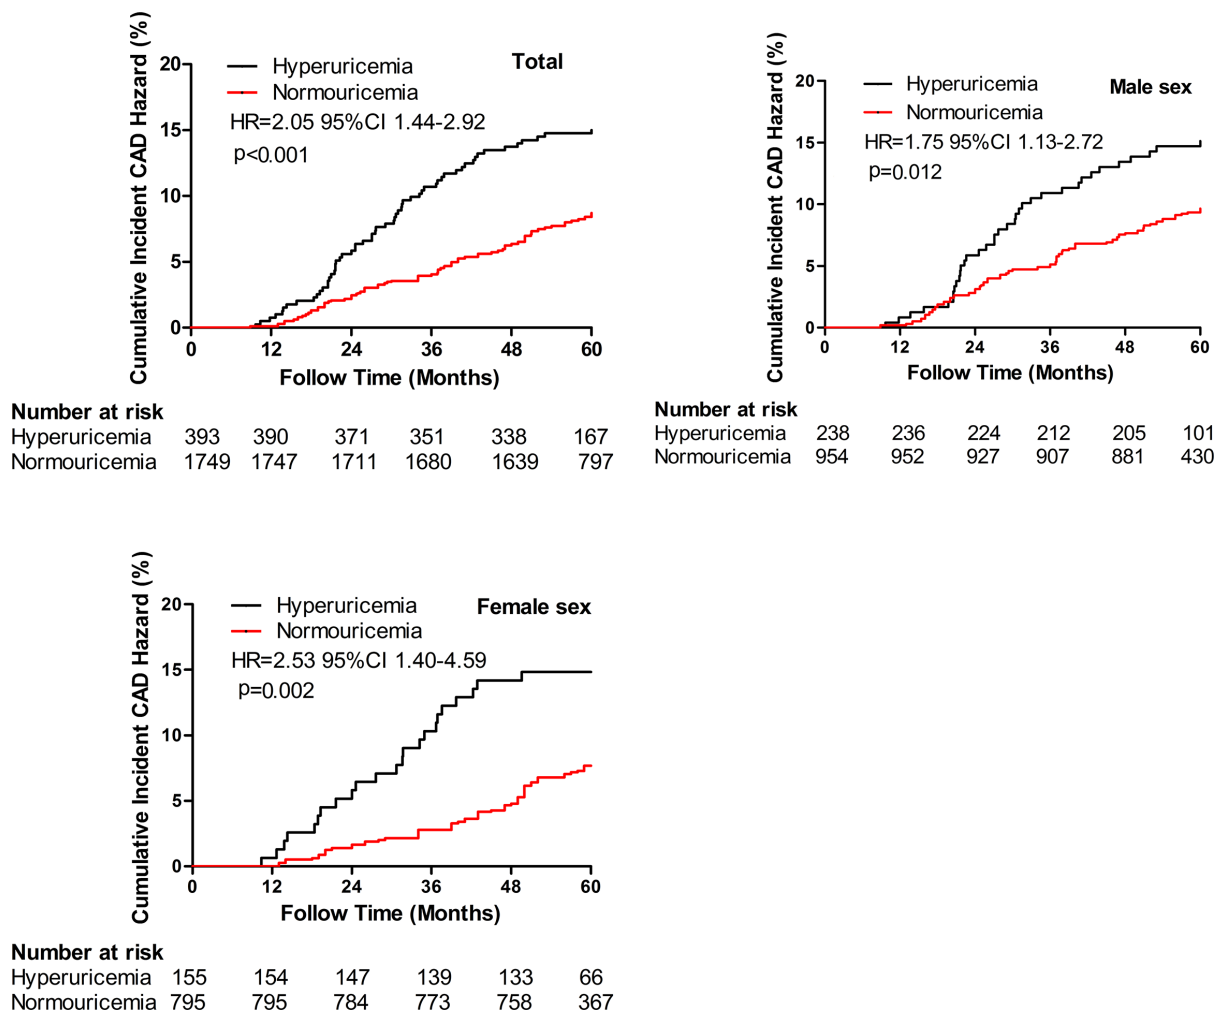 Total
Cumulative Incident CAD Hazard (%)
20
15
10
5
0
Hyperuricemia
Normouricemia
HR=2.05 95%CI 1.44-2.92
p<0.001
0 12 24 36 48 60
Follow Time (Months)
Number at risk
Hyperuricemia 393 390 371 351 338 167
Normouricemia 1749 1747 1711 1680 1639 797
Male sex
Cumulative Incident CAD Hazard (%)
20
15
10
5
0
Hyperuricemia
Normouricemia
HR=1.75 95%CI 1.13-2.72
p=0.012
0 12 24 36 48 60
Follow Time (Months)
Number at risk
Hyperuricemia 238 236 224 212 205 101
Normouricemia 954 952 927 907 881 430
Female sex
Cumulative Incident CAD Hazard (%)
20
15
10
5
0
Hyperuricemia
Normouricemia
HR=2.53 95%CI 1.40-4.59
p=0.002
0 12 24 36 48 60
Follow Time (Months)
Number at risk
Hyperuricemia 155 154 147 139 133 66
Normouricemia 795 795 784 773 758 367